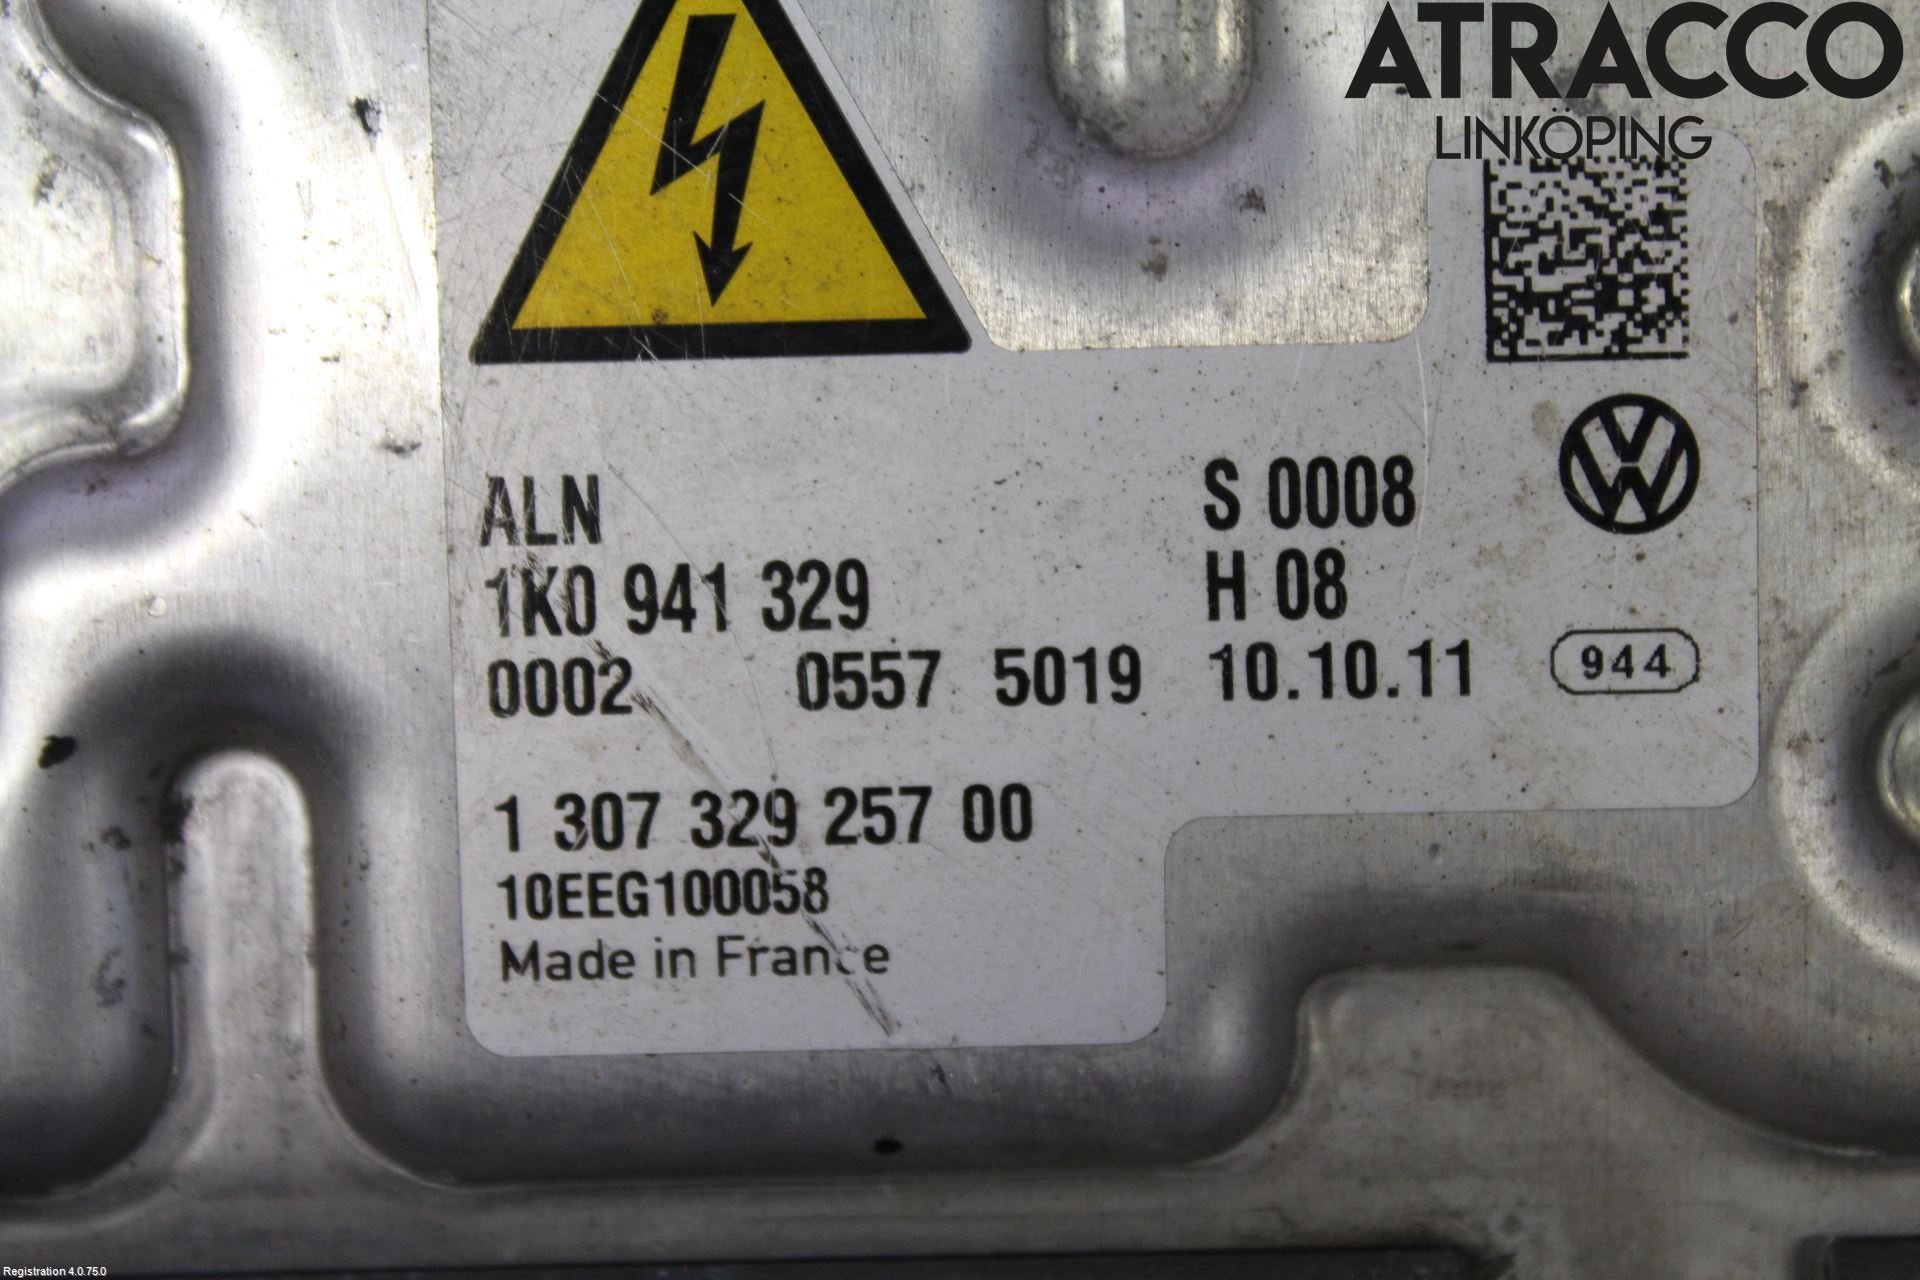 ATRACCO
LINKÖPING
ALN
1K0 941 329
0002 0557 5019
S 0008
H 08
10.10.11
944
1 307 329 257 00
10EEG100058
Made in France
Registration 4.0.75.0